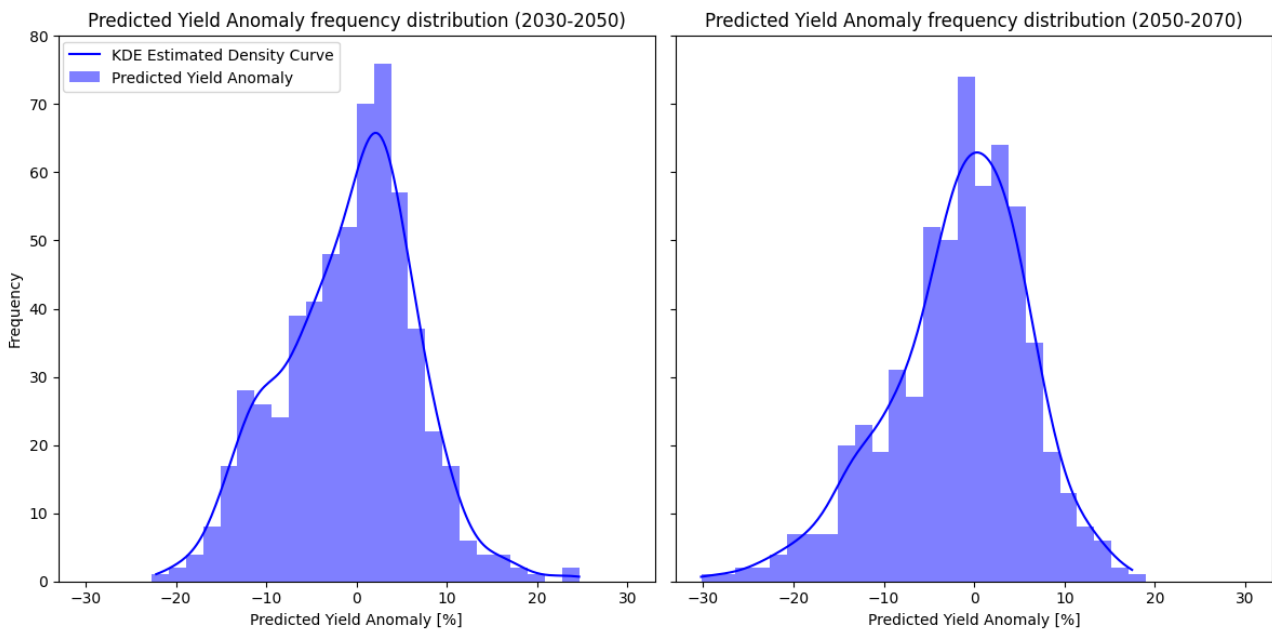 Predicted Yield Anomaly frequency distribution (2030-2050)
Predicted Yield Anomaly frequency distribution (2050-2070)
KDE Estimated Density Curve
Predicted Yield Anomaly
80
70
60
50
40
30
20
10
0
Frequency
−30 −20 −10 0 10 20 30
−30 −20 −10 0 10 20 30
Predicted Yield Anomaly [%]
Predicted Yield Anomaly [%]